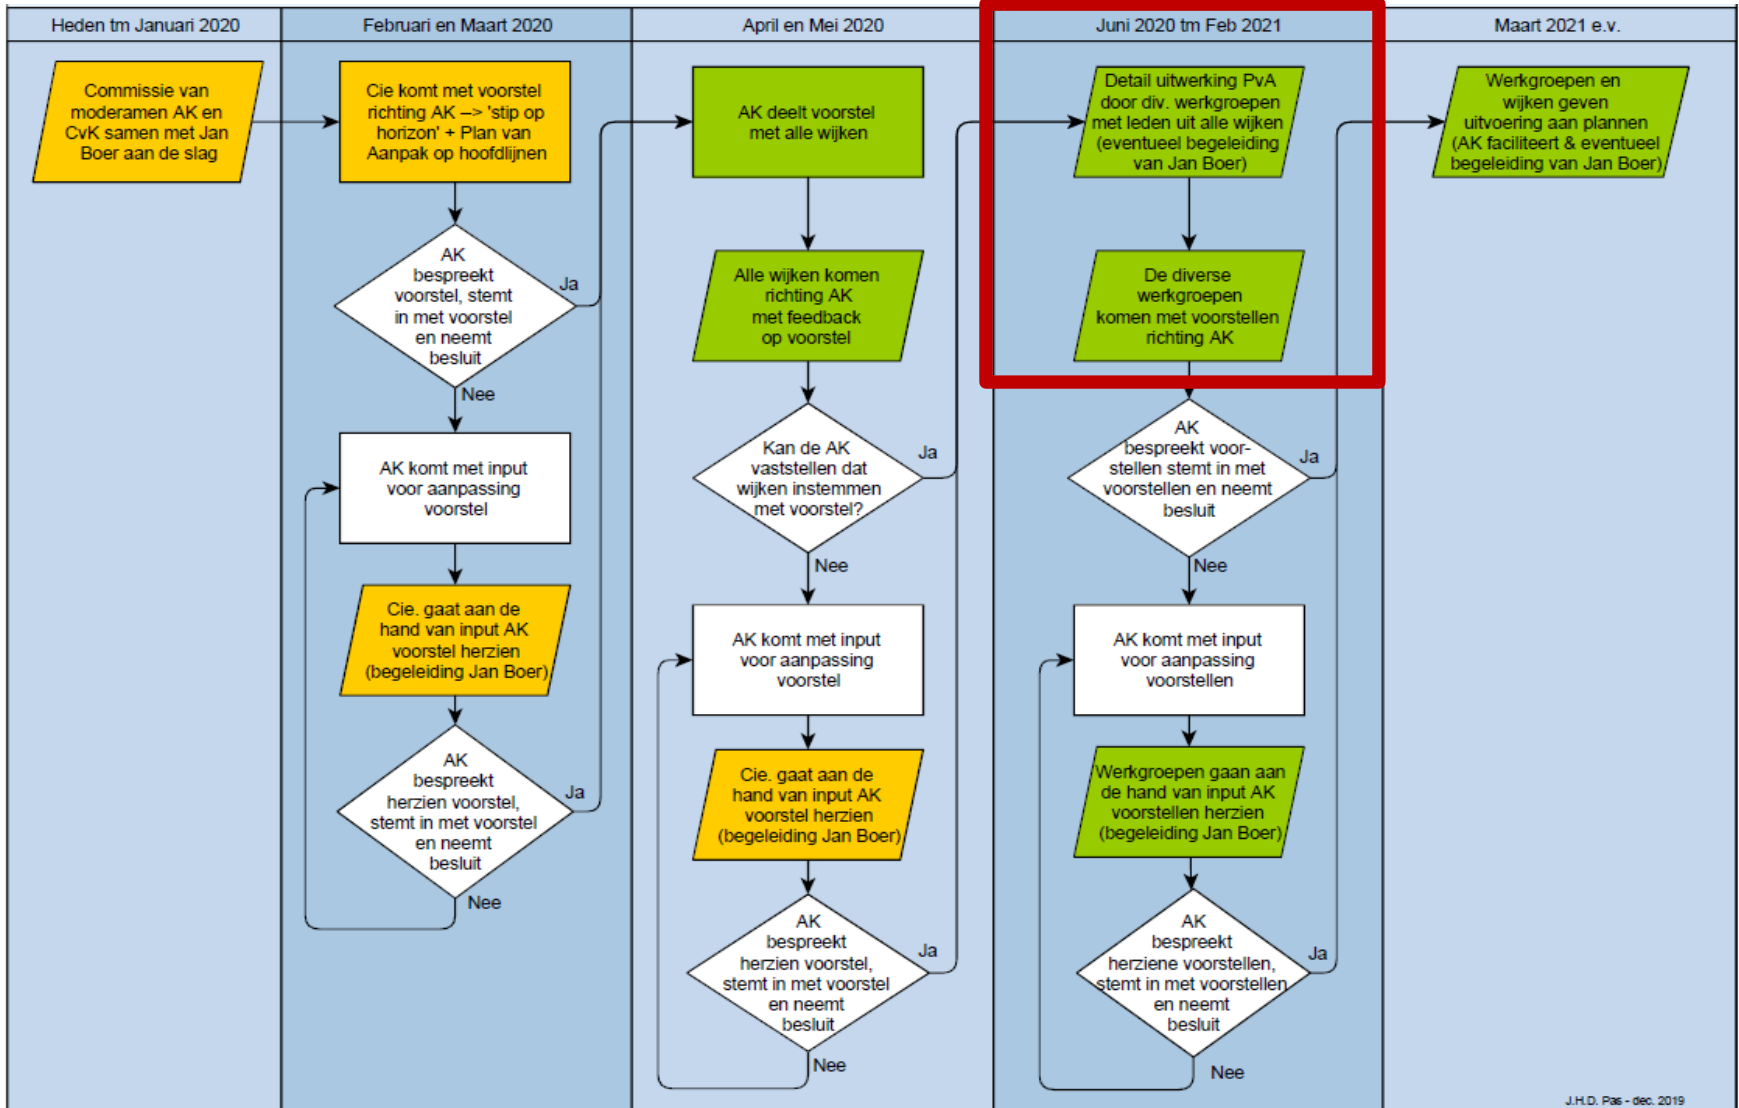 Heden tm Januari 2020
Commissie van
moderamen AK en
CvK samen met Jan
Boer aan de slag
Februari en Maart 2020
Cie komt met voorstel
richting AK --> 'stip op
horizon' + Plan van
Aanpak op hoofdlijnen
AK
bespreekt
voorstel, stemt
in met voorstel
en neemt
besluit
Ja
Nee
AK komt met input
voor aanpassing
voorstel
Cie. gaat aan de
hand van input AK
voorstel herzien
(begeleiding Jan Boer)
AK
bespreekt
herzien voorstel,
stemt in met voorstel
en neemt
besluit
Ja
Nee
April en Mei 2020
AK deelt voorstel
met alle wijken
Alle wijken komen
richting AK
met feedback
op voorstel
Kan de AK
vaststellen dat
wijken instemmen
met voorstel?
Ja
Nee
AK komt met input
voor aanpassing
voorstel
Cie. gaat aan de
hand van input AK
voorstel herzien
(begeleiding Jan Boer)
AK
bespreekt
herzien voorstel,
stemt in met voorstel
en neemt
besluit
Ja
Nee
Juni 2020 tm Feb 2021
Detail uitwerking PvA
door div. werkgroepen
met leden uit alle wijken
(eventueel begeleiding
van Jan Boer)
De diverse
werkgroepen
komen met voorstellen
richting AK
AK
bespreekt voor-
stellen stemt in met
voorstellen en neemt
besluit
Ja
Nee
AK komt met input
voor aanpassing
voorstellen
Werkgroepen gaan aan
de hand van input AK
voorstellen herzien
(begeleiding Jan Boer)
AK
bespreekt
herziene voorstellen,
stemt in met voorstellen
en neemt
besluit
Ja
Nee
Maart 2021 e.v.
Werkgroepen en
wijken geven
uitvoering aan plannen
(AK faciliteert & eventueel
begeleiding van Jan Boer)
J.H.D. Pas - dec. 2019